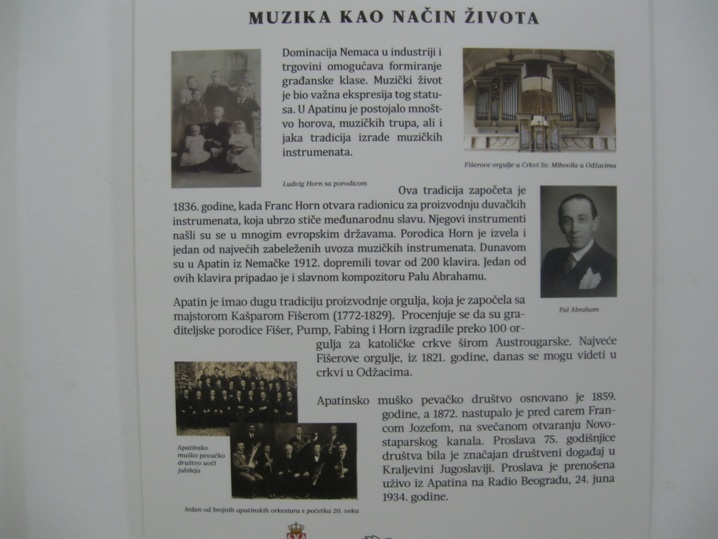 MUZIKA KAO NAČIN ŽIVOTA
Dominacija Nemaca u industriji i
trgovini omogućava formiranje
građanske klase. Muzički život
je bio važna ekspresija tog statu-
sa. U Apatinu je postojalo mnošt-
vo horova, muzičkih trupa, ali i
jaka tradicija izrade muzičkih
instrumenata.
Fišerove orgulje u Crkvi Sv. Mihovila u Odžacima
Ludvig Horn sa porodicom
Ova tradicija započeta je
1836. godine, kada Franc Horn otvara radionicu za proizvodnju duvačkih
instrumenata, koja ubrzo stiče međunarodnu slavu. Njegovi instrumenti
našli su se u mnogim evropskim državama. Porodica Horn je izvela i
jedan od najvećih zabeleženih uvoza muzičkih instrumenata. Dunavom
su u Apatin iz Nemačke 1912. dopremili tovar od 200 klavira. Jedan od
ovih klavira pripadao je i slavnom kompozitoru Palu Abrahamu.
Pal Abraham
Apatin je imao dugu tradiciju proizvodnje orgulja, koja je započela sa
majstorom Kašparom Fišerom (1772-1829). Procenjuje se da su gra-
diteljske porodice Fišer, Pump, Fabing i Horn izgradile preko 100 or-
gulja za katoličke crkve širom Austrougarske. Najveće
Fišerove orgulje, iz 1821. godine, danas se mogu videti u
crkvi u Odžacima.
Apatinsko muško pevačko društvo osnovano je 1859.
godine, a 1872. nastupalo je pred carem Fran-
com Jozefom, na svečanom otvaranju Novo-
staparskog kanala. Proslava 75. godišnjice
društva bila je značajan društveni događaj u
Kraljevini Jugoslaviji. Proslava je prenošena
uživo iz Apatina na Radio Beogradu, 24. juna
1934. godine.
Apatinsko
muško pevačko
društvo uoči
jubileja
Jedan od brojnih apatinskih orkestara s početka 20. veka